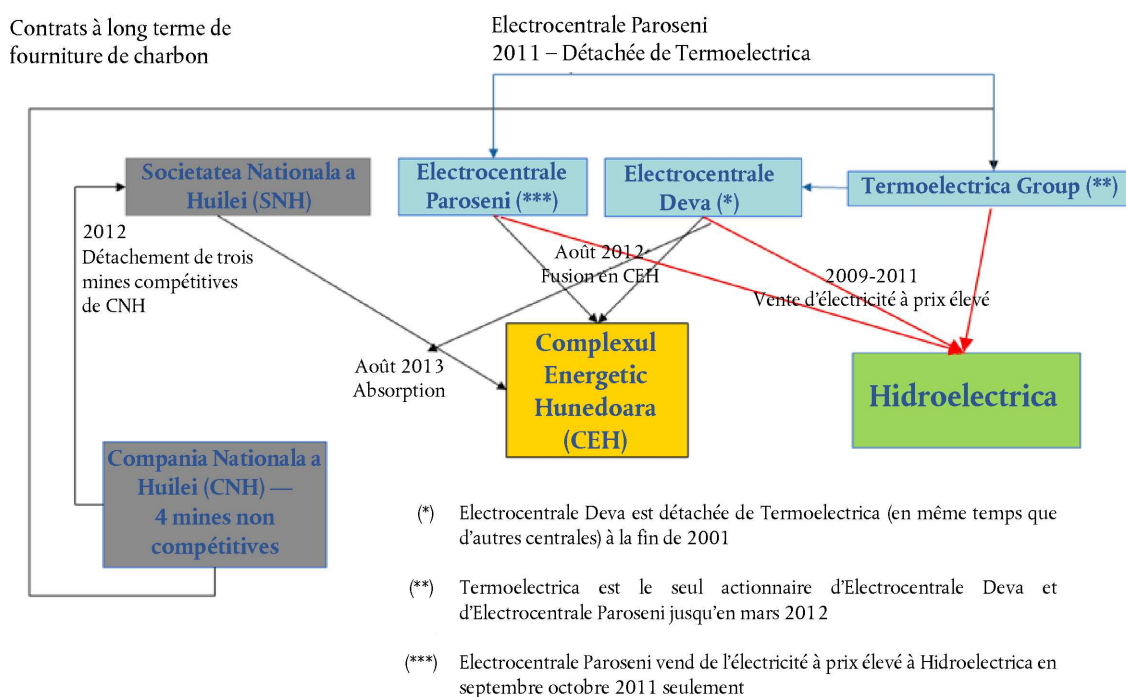 Contrats à long terme de
fourniture de charbon
Electrocentrale Paroseni
2011 – Détachée de Termoelectrica
Societatea Nationala a
Huilei (SNH)
Electrocentrale
Paroseni (***)
Electrocentrale
Deva (*)
Termoelectrica Group (**)
2012
Détachement de trois
mines compétitives
de CNH
Août 2012-
Fusion en CEH
2009-2011
Vente d’électricité à prix élevé
Août 2013
Absorption
Complexul
Energetic
Hunedoara
(CEH)
Hidroelectrica
Compania Nationala a
Huilei (CNH) —
4 mines non
compétitives
(*) Electrocentrale Deva est détachée de Termoelectrica (en même temps que
d’autres centrales) à la fin de 2001
(**) Termoelectrica est le seul actionnaire d’Electrocentrale Deva et
d’Electrocentrale Paroseni jusqu’en mars 2012
(***) Electrocentrale Paroseni vend de l’électricité à prix élevé à Hidroelectrica en
septembre octobre 2011 seulement